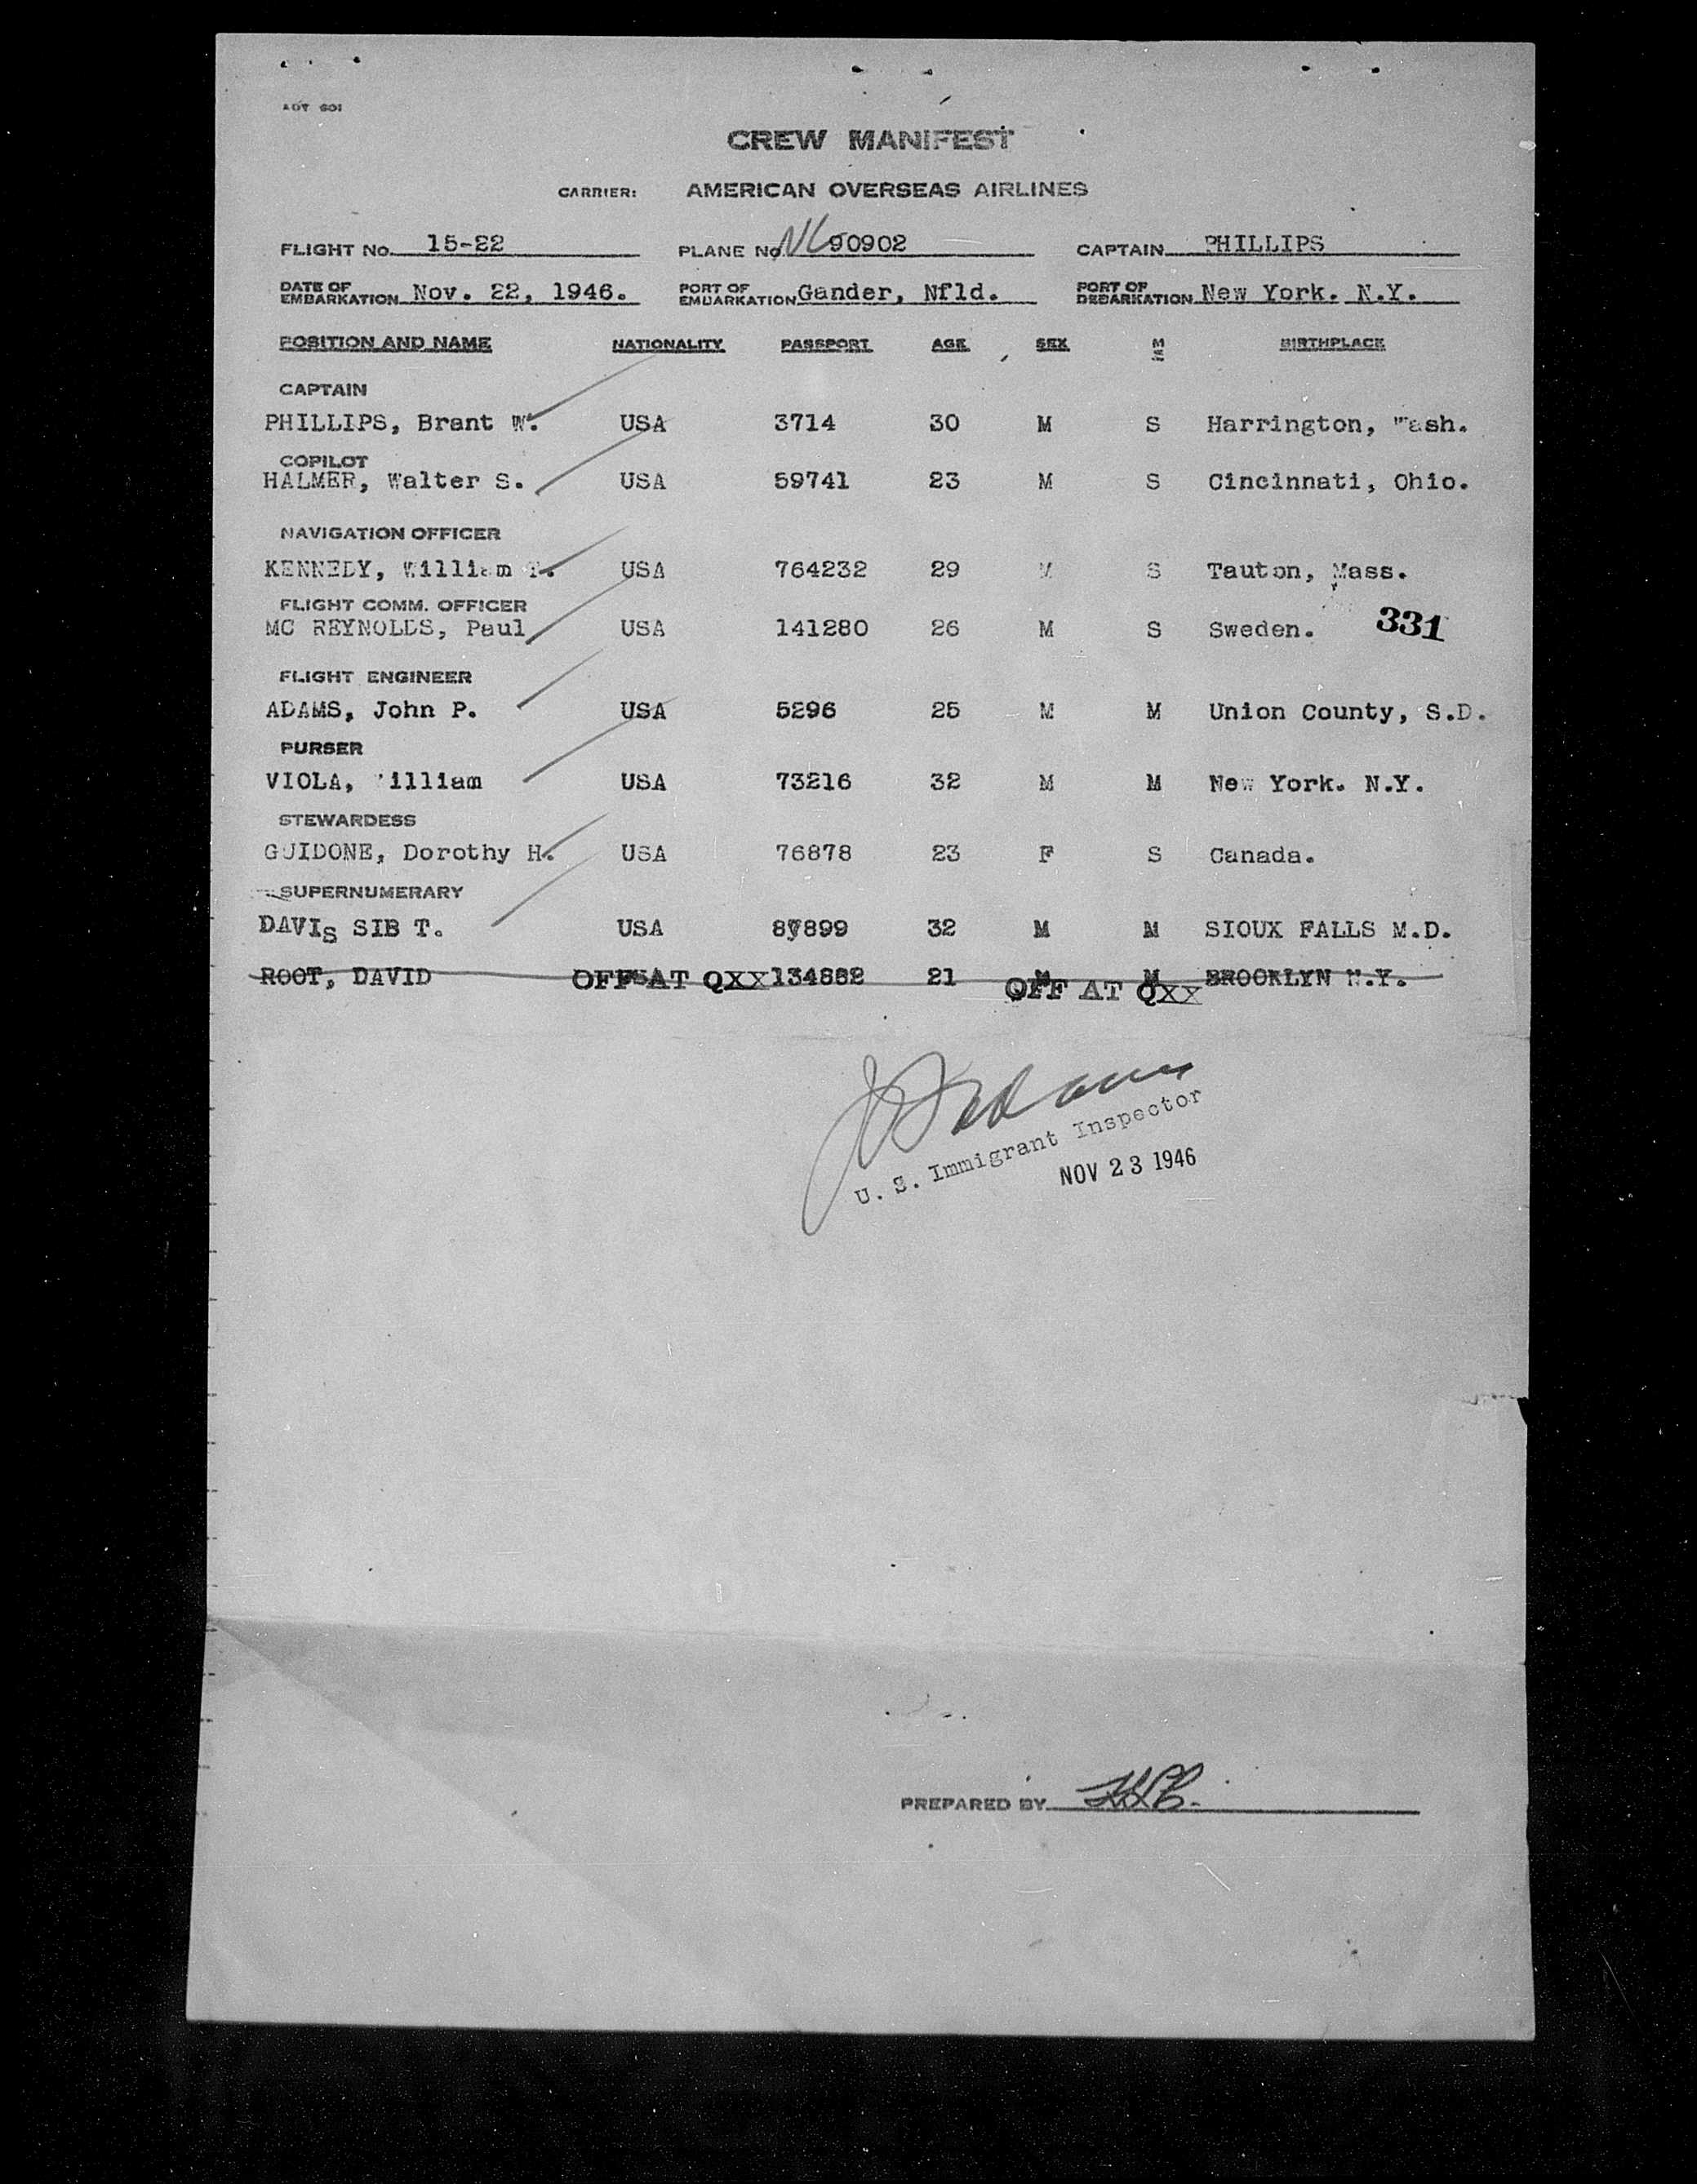 CREW MANIFEST
CARRIER: AMERICAN OVERSEAS AIRLINES
FLIGHT No. 15-22 PLANE No. NC 90902 CAPTAIN PHILLIPS
DATE OF EMBARKATION Nov. 22, 1946. PORT OF EMBARKATION Gander, Nfld. PORT OF DEBARKATION New York. N.Y.
POSITION AND NAME NATIONALITY PASSPORT AGE SEX M S BIRTHPLACE
CAPTAIN
PHILLIPS, Brant W. USA 3714 30 M S Harrington, Wash.
COPILOT
HALMER, Walter S. USA 59741 23 M S Cincinnati, Ohio.
NAVIGATION OFFICER
KENNEDY, William USA 764232 29 M S Tauton, Mass.
FLIGHT COMM. OFFICER
MC REYNOLDS, Paul USA 141280 26 M S Sweden. 331
FLIGHT ENGINEER
ADAMS, John P. USA 5296 25 M M Union County, S.D.
PURSER
VIOLA, William USA 73216 32 M M New York. N.Y.
STEWARDESS
GUIDONE, Dorothy H. USA 76878 23 F S Canada.
SUPERNUMERARY
DAVIS SIB T. USA 87899 32 M M SIOUX FALLS M.D.
ROOT, DAVID OFF AT QXX 134882 21 M M BROOKLYN N.Y.
OFF AT QXX
U. S. Immigrant Inspector
NOV 23 1946
PREPARED BY